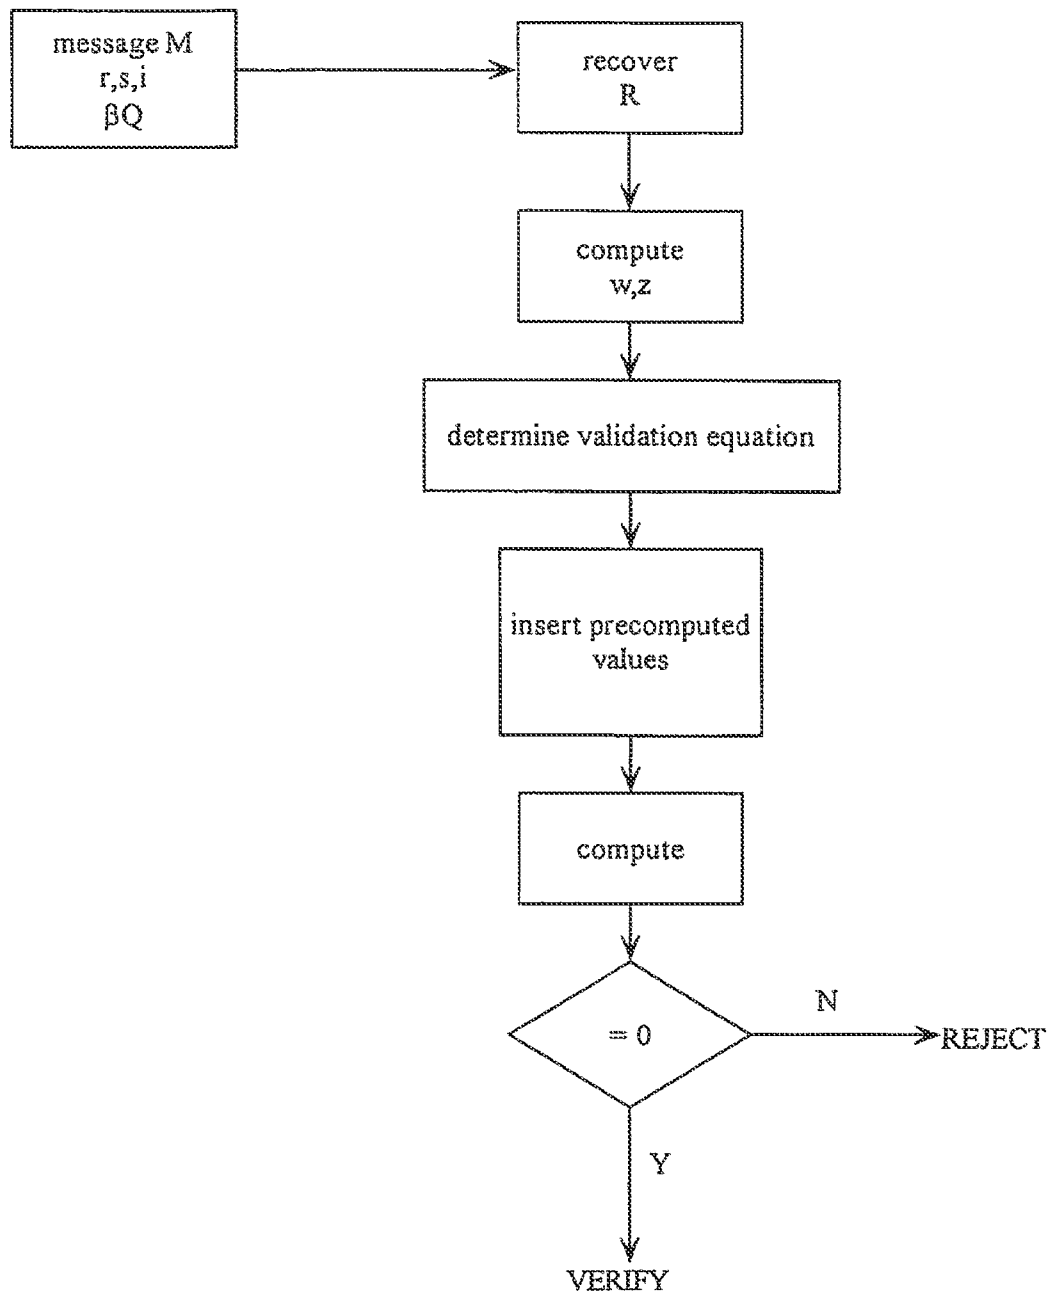 message M
r,s,i
βQ
recover
R
compute
w,z
determine validation equation
insert precomputed
values
compute
= 0
N
REJECT
Y
VERIFY